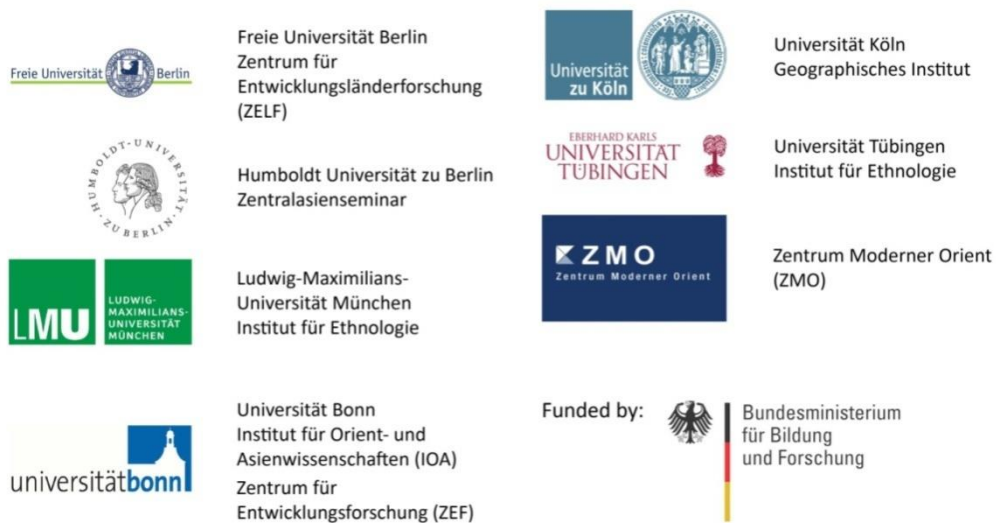 Freie Universität Berlin
Freie Universität Berlin
Zentrum für
Entwicklungsländerforschung
(ZELF)
HUMBOLDT-UNIVERSITÄT
ZU BERLIN
Humboldt Universität zu Berlin
Zentralasienseminar
LMU
LUDWIG-
MAXIMILIANS-
UNIVERSITÄT
MÜNCHEN
Ludwig-Maximilians-
Universität München
Institut für Ethnologie
universitätbonn
Universität Bonn
Institut für Orient- und
Asienwissenschaften (IOA)
Zentrum für
Entwicklungsforschung (ZEF)
Universität
zu Köln
Universität Köln
Geographisches Institut
EBERHARD KARLS
UNIVERSITÄT
TÜBINGEN
Universität Tübingen
Institut für Ethnologie
ZMO
Zentrum Moderner Orient
Zentrum Moderner Orient
(ZMO)
Funded by:
Bundesministerium
für Bildung
und Forschung